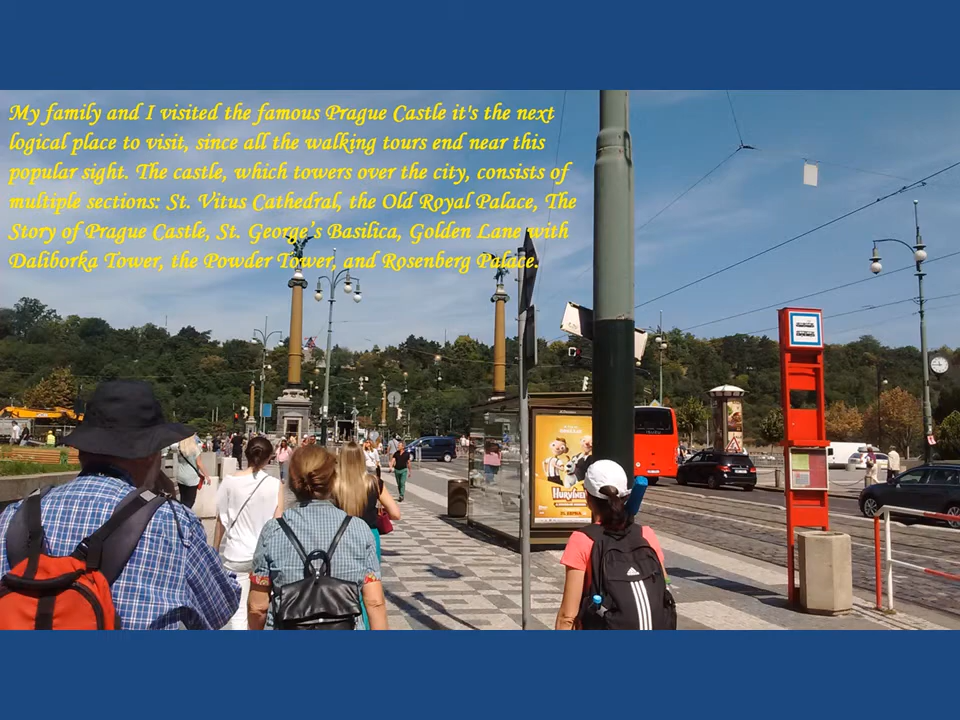 My family and I visited the famous Prague Castle it's the next
logical place to visit, since all the walking tours end near this
popular sight. The castle, which towers over the city, consists of
multiple sections: St. Vitus Cathedral, the Old Royal Palace, The
Story of Prague Castle, St. George’s Basilica, Golden Lane with
Daliborka Tower, the Powder Tower, and Rosenberg Palace.
HURVÍNEK